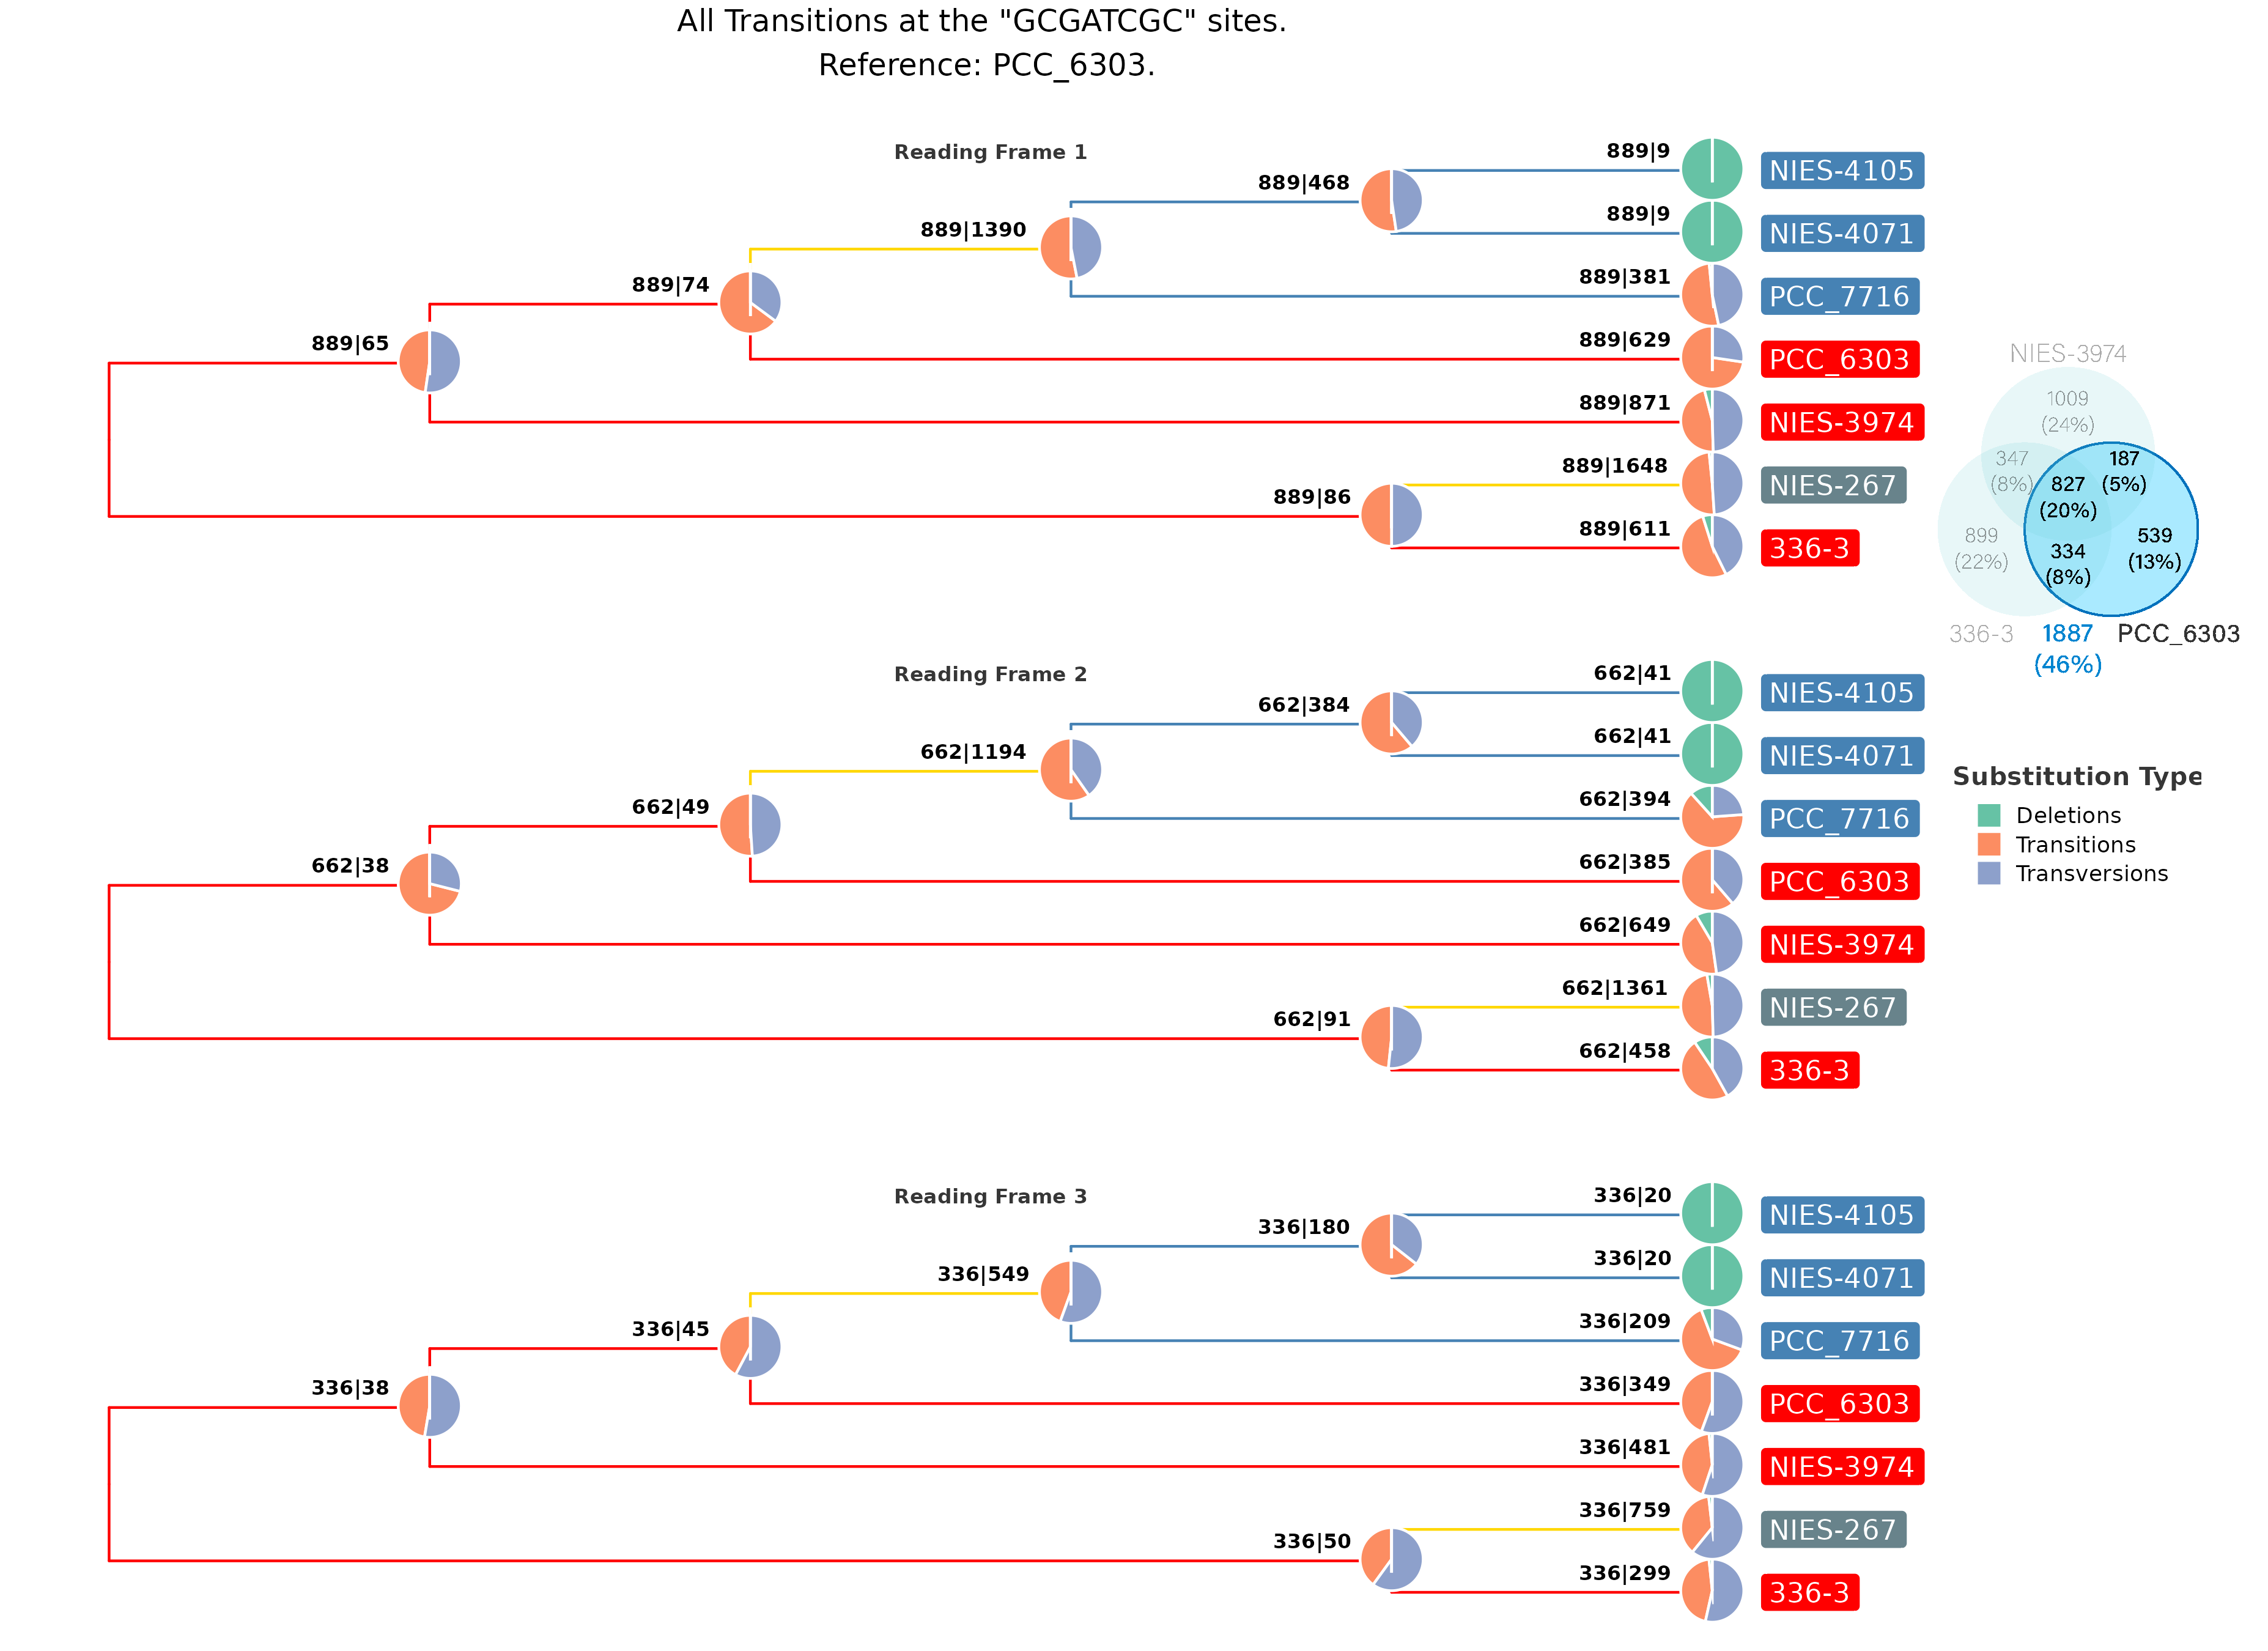 All Transitions at the "GCGATCGC" sites.
Reference: PCC_6303.
Reading Frame 1
889|9
NIES-4105
889|468
889|9
NIES-4071
889|1390
889|381
PCC_7716
889|74
889|629
PCC_6303
889|65
889|871
NIES-3974
889|1648
NIES-267
889|86
889|611
336-3
NIES-3974
1009
(24%)
347
(8%)
187
(5%)
827
(20%)
899
(22%)
334
(8%)
539
(13%)
336-3
1887
(46%)
PCC_6303
Reading Frame 2
662|41
NIES-4105
662|384
662|41
NIES-4071
662|1194
662|394
PCC_7716
662|49
662|385
PCC_6303
662|38
662|649
NIES-3974
662|1361
NIES-267
662|91
662|458
336-3
Substitution Type
Deletions
Transitions
Transversions
Reading Frame 3
336|20
NIES-4105
336|180
336|20
NIES-4071
336|549
336|209
PCC_7716
336|45
336|349
PCC_6303
336|38
336|481
NIES-3974
336|759
NIES-267
336|50
336|299
336-3